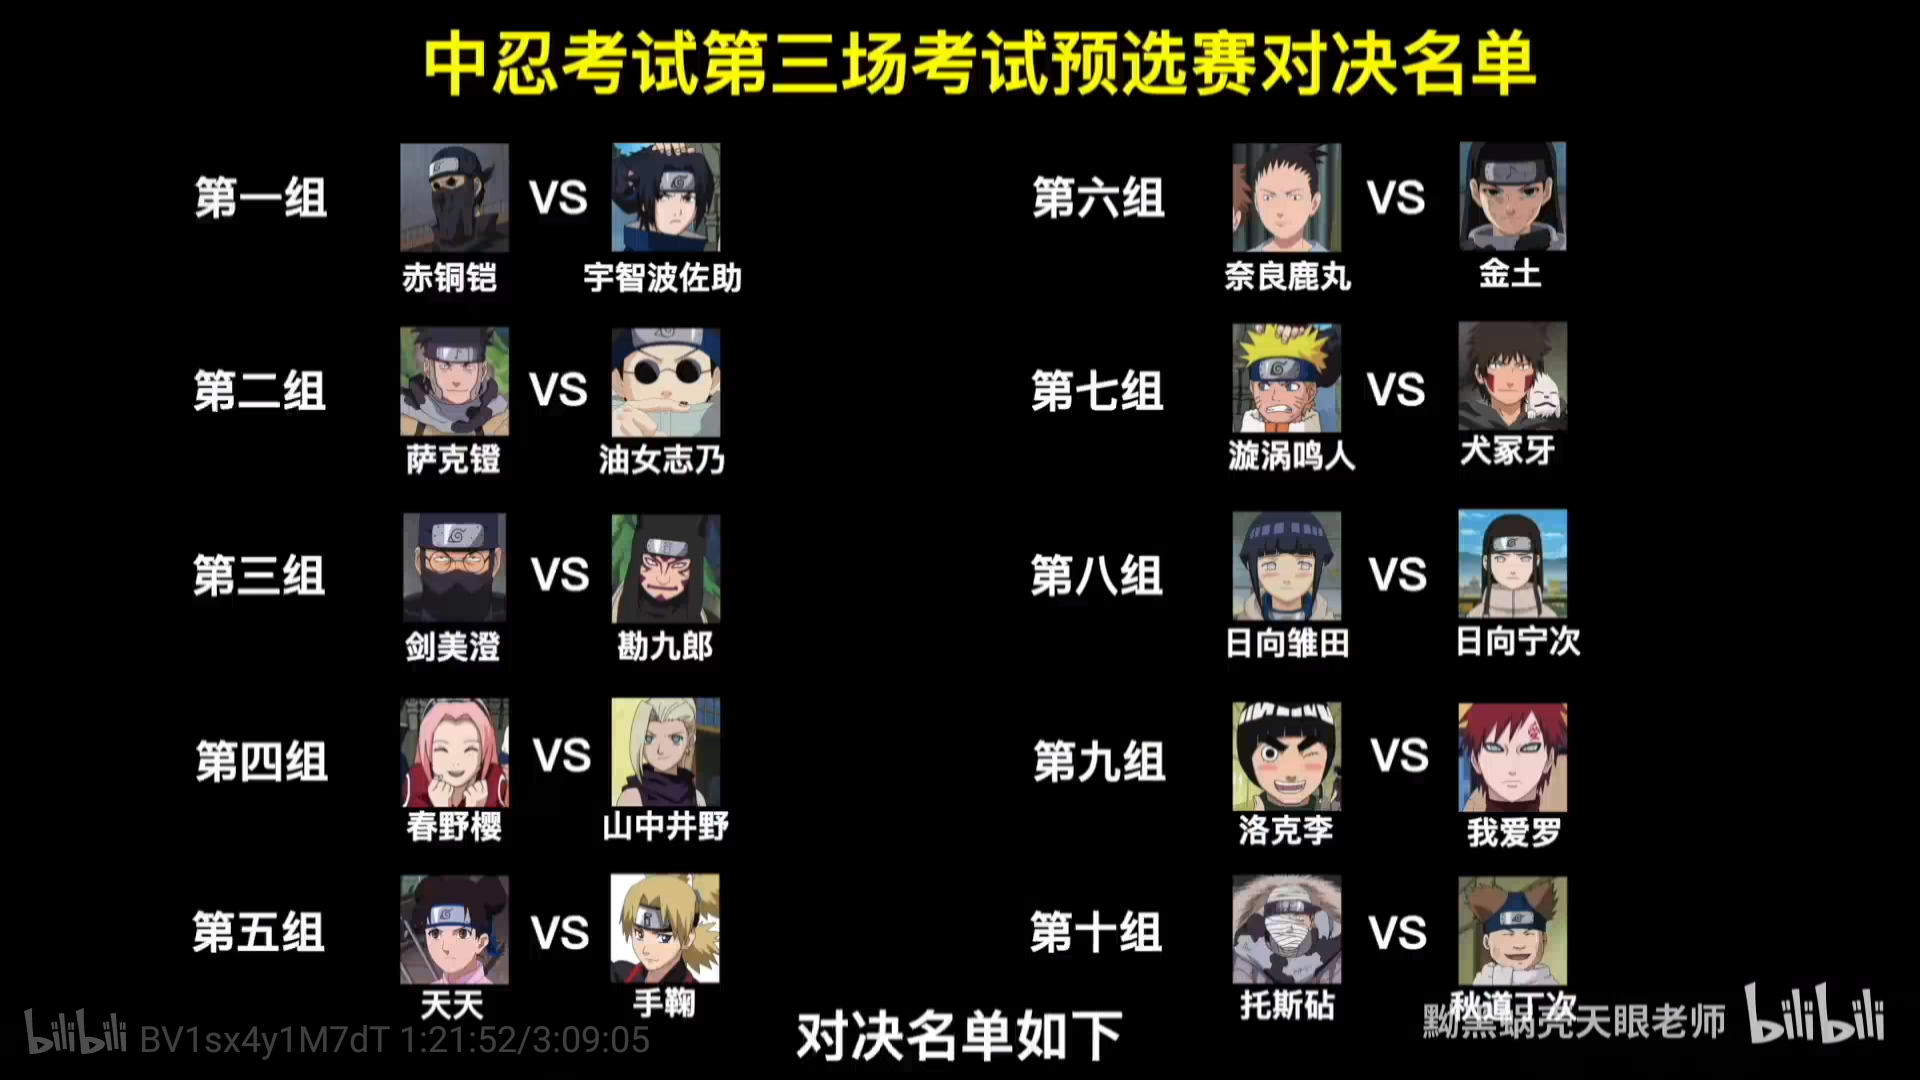 中忍考试第三场考试预选赛对决名单
第一组 VS
赤铜铠 宇智波佐助
第二组 VS
萨克镫 油女志乃
第三组 VS
剑美澄 勘九郎
第四组 VS
春野樱 山中井野
第五组 VS
天天 手鞠
第六组 VS
奈良鹿丸 金土
第七组 VS
漩涡鸣人 犬冢牙
第八组 VS
日向雏田 日向宁次
第九组 VS
洛克李 我爱罗
第十组 VS
托斯砧 秋道丁次
对决名单如下
bilibili BV1sx4y1M7dT 1:21:52/3:09:05
黝黑蜗壳天眼老师 bilibili